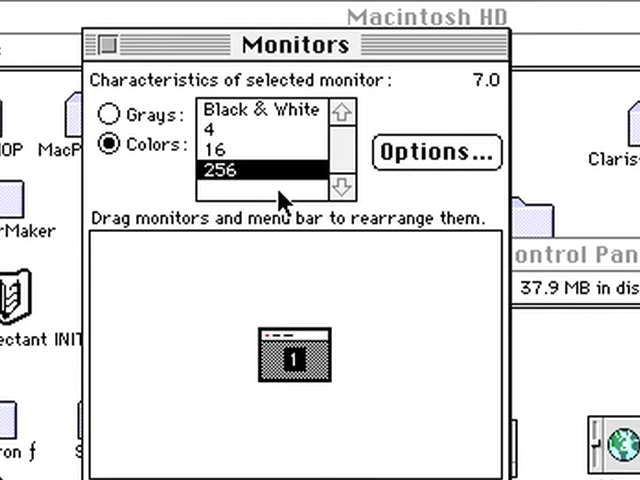 Macintosh HD
Monitors
Characteristics of selected monitor: 7.0
Grays:
Colors:
Black & White
4
16
256
Options...
Drag monitors and menu bar to rearrange them.
1
MacP
Claris
rMaker
ontrol Pan
37.9 MB in dis
ectant INIT
ron ƒ